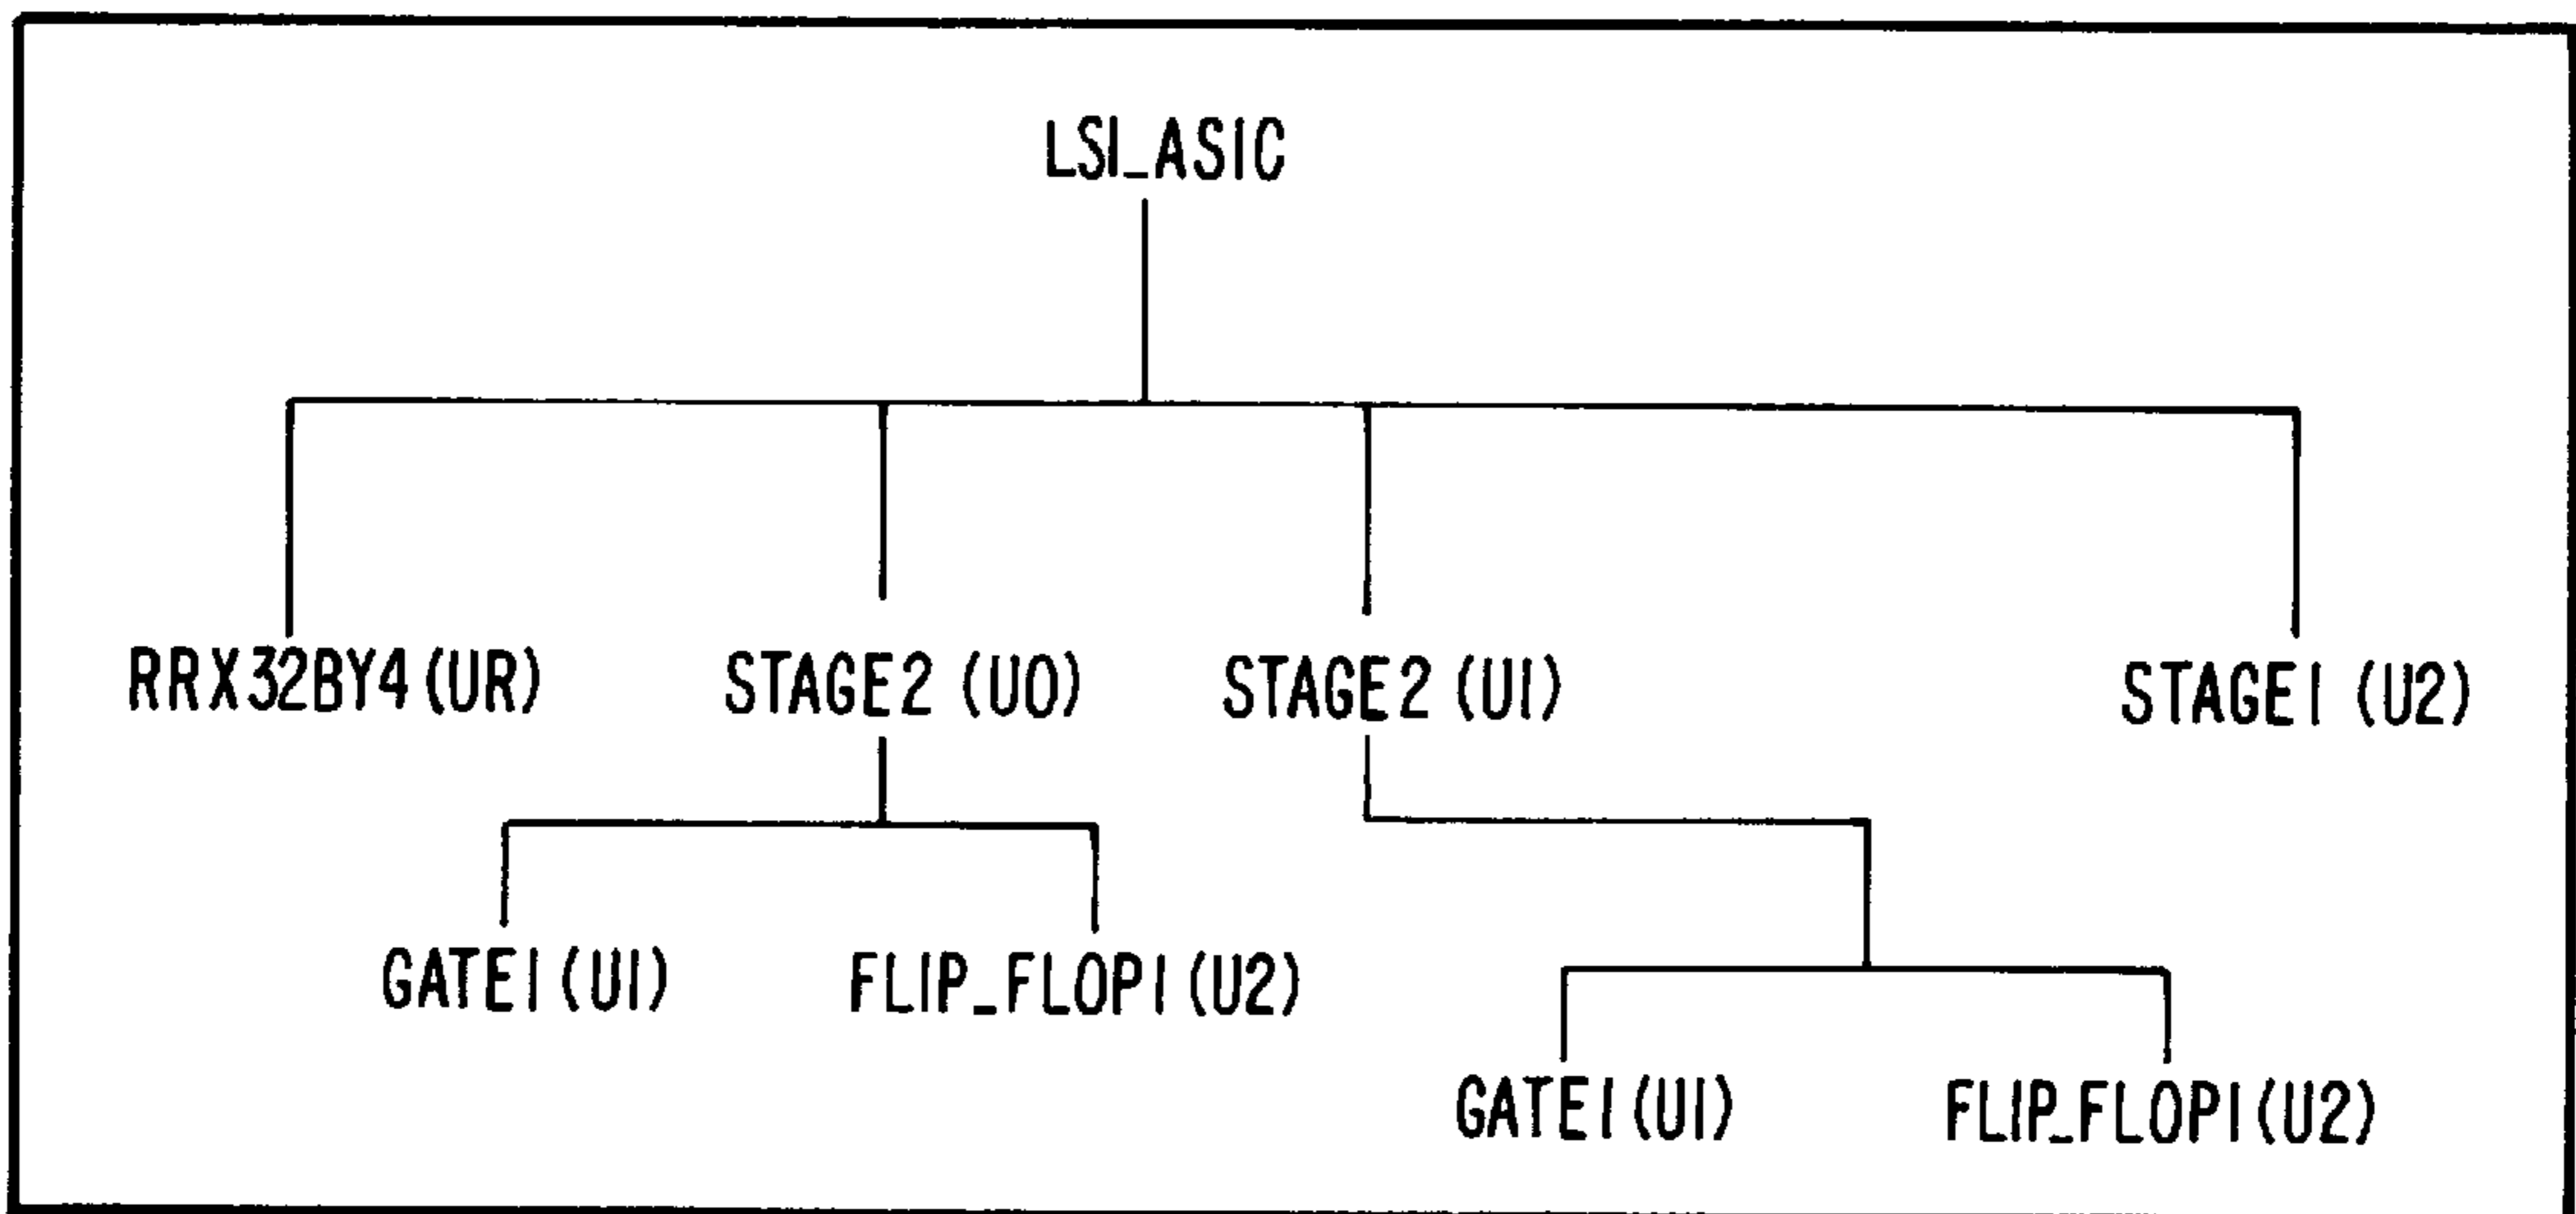 LSI_ASIC
RRX32BY4(UR) STAGE2 (U0) STAGE2 (U1) STAGE1 (U2)
GATE1(U1) FLIP_FLOP1(U2)
GATE1(U1) FLIP_FLOP1(U2)